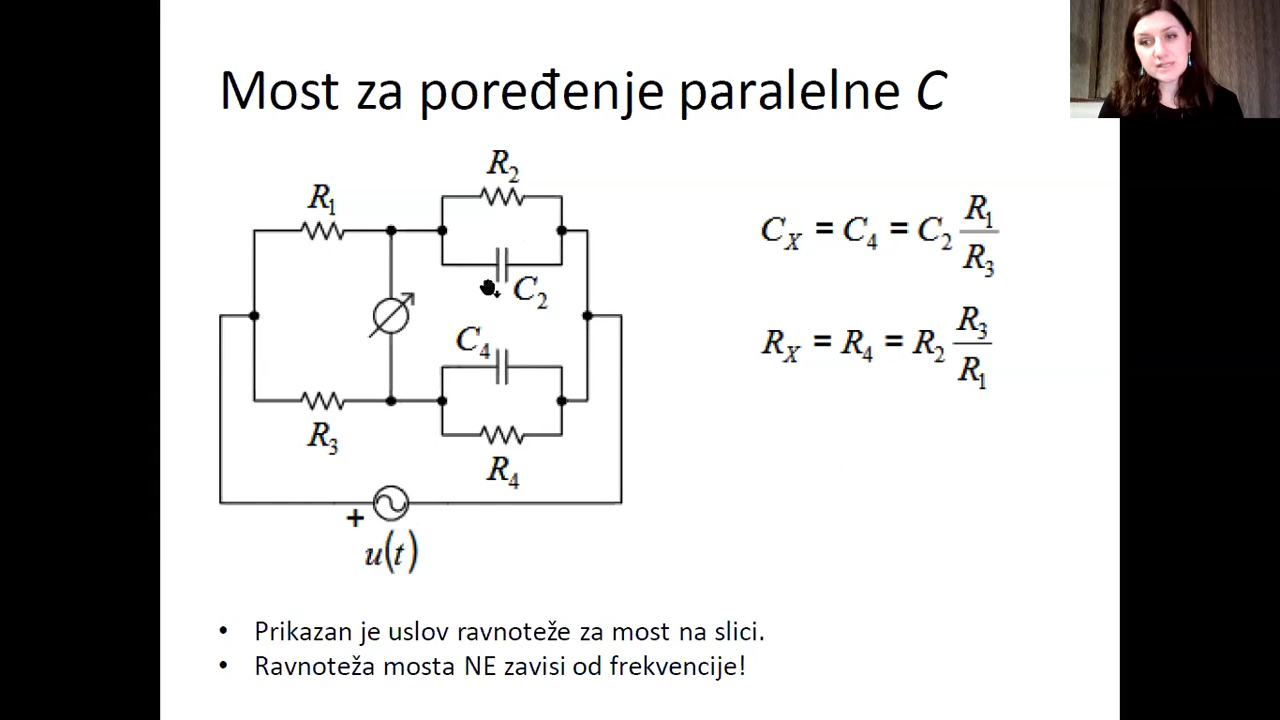 Most za poređenje paralelne C
R₂
R₁
C₂
C₄
R₃
R₄
+
u(t)
C_X = C₄ = C₂ R₁/R₃
R_X = R₄ = R₂ R₃/R₁
• Prikazan je uslov ravnoteže za most na slici.
• Ravnoteža mosta NE zavisi od frekvencije!